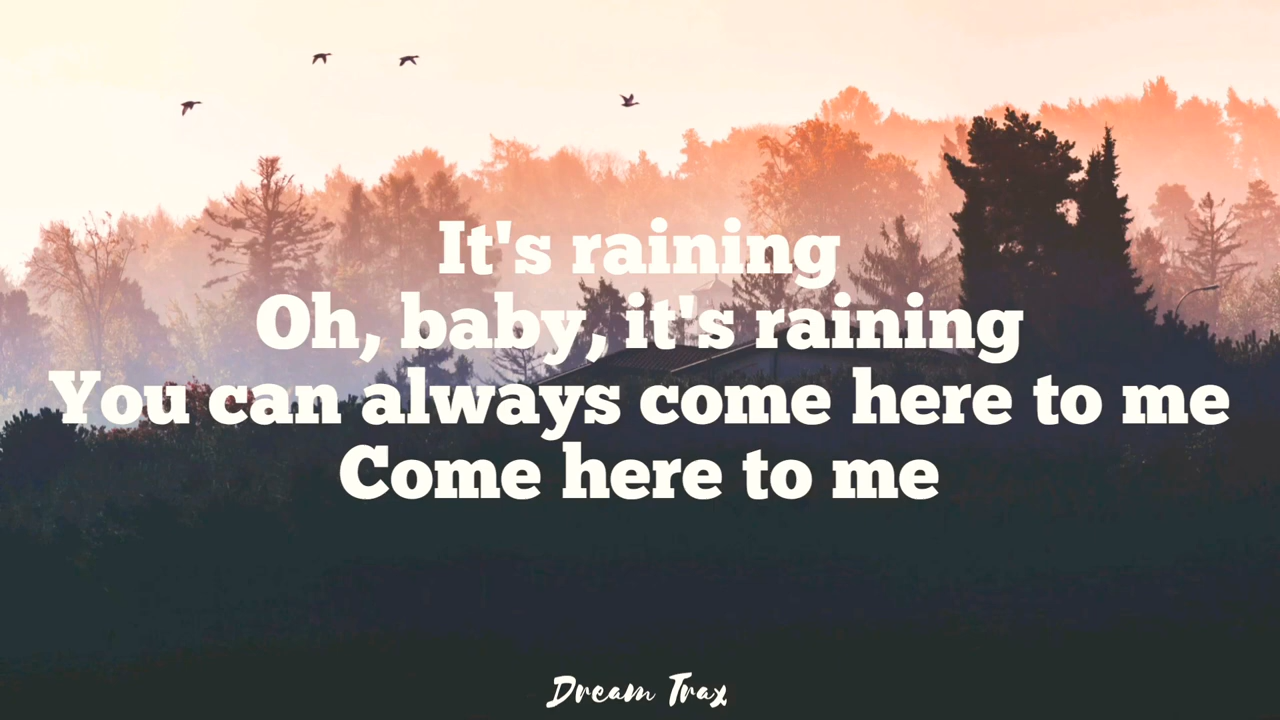 It's raining
Oh, baby, it's raining
You can always come here to me
Come here to me
Dream Trax